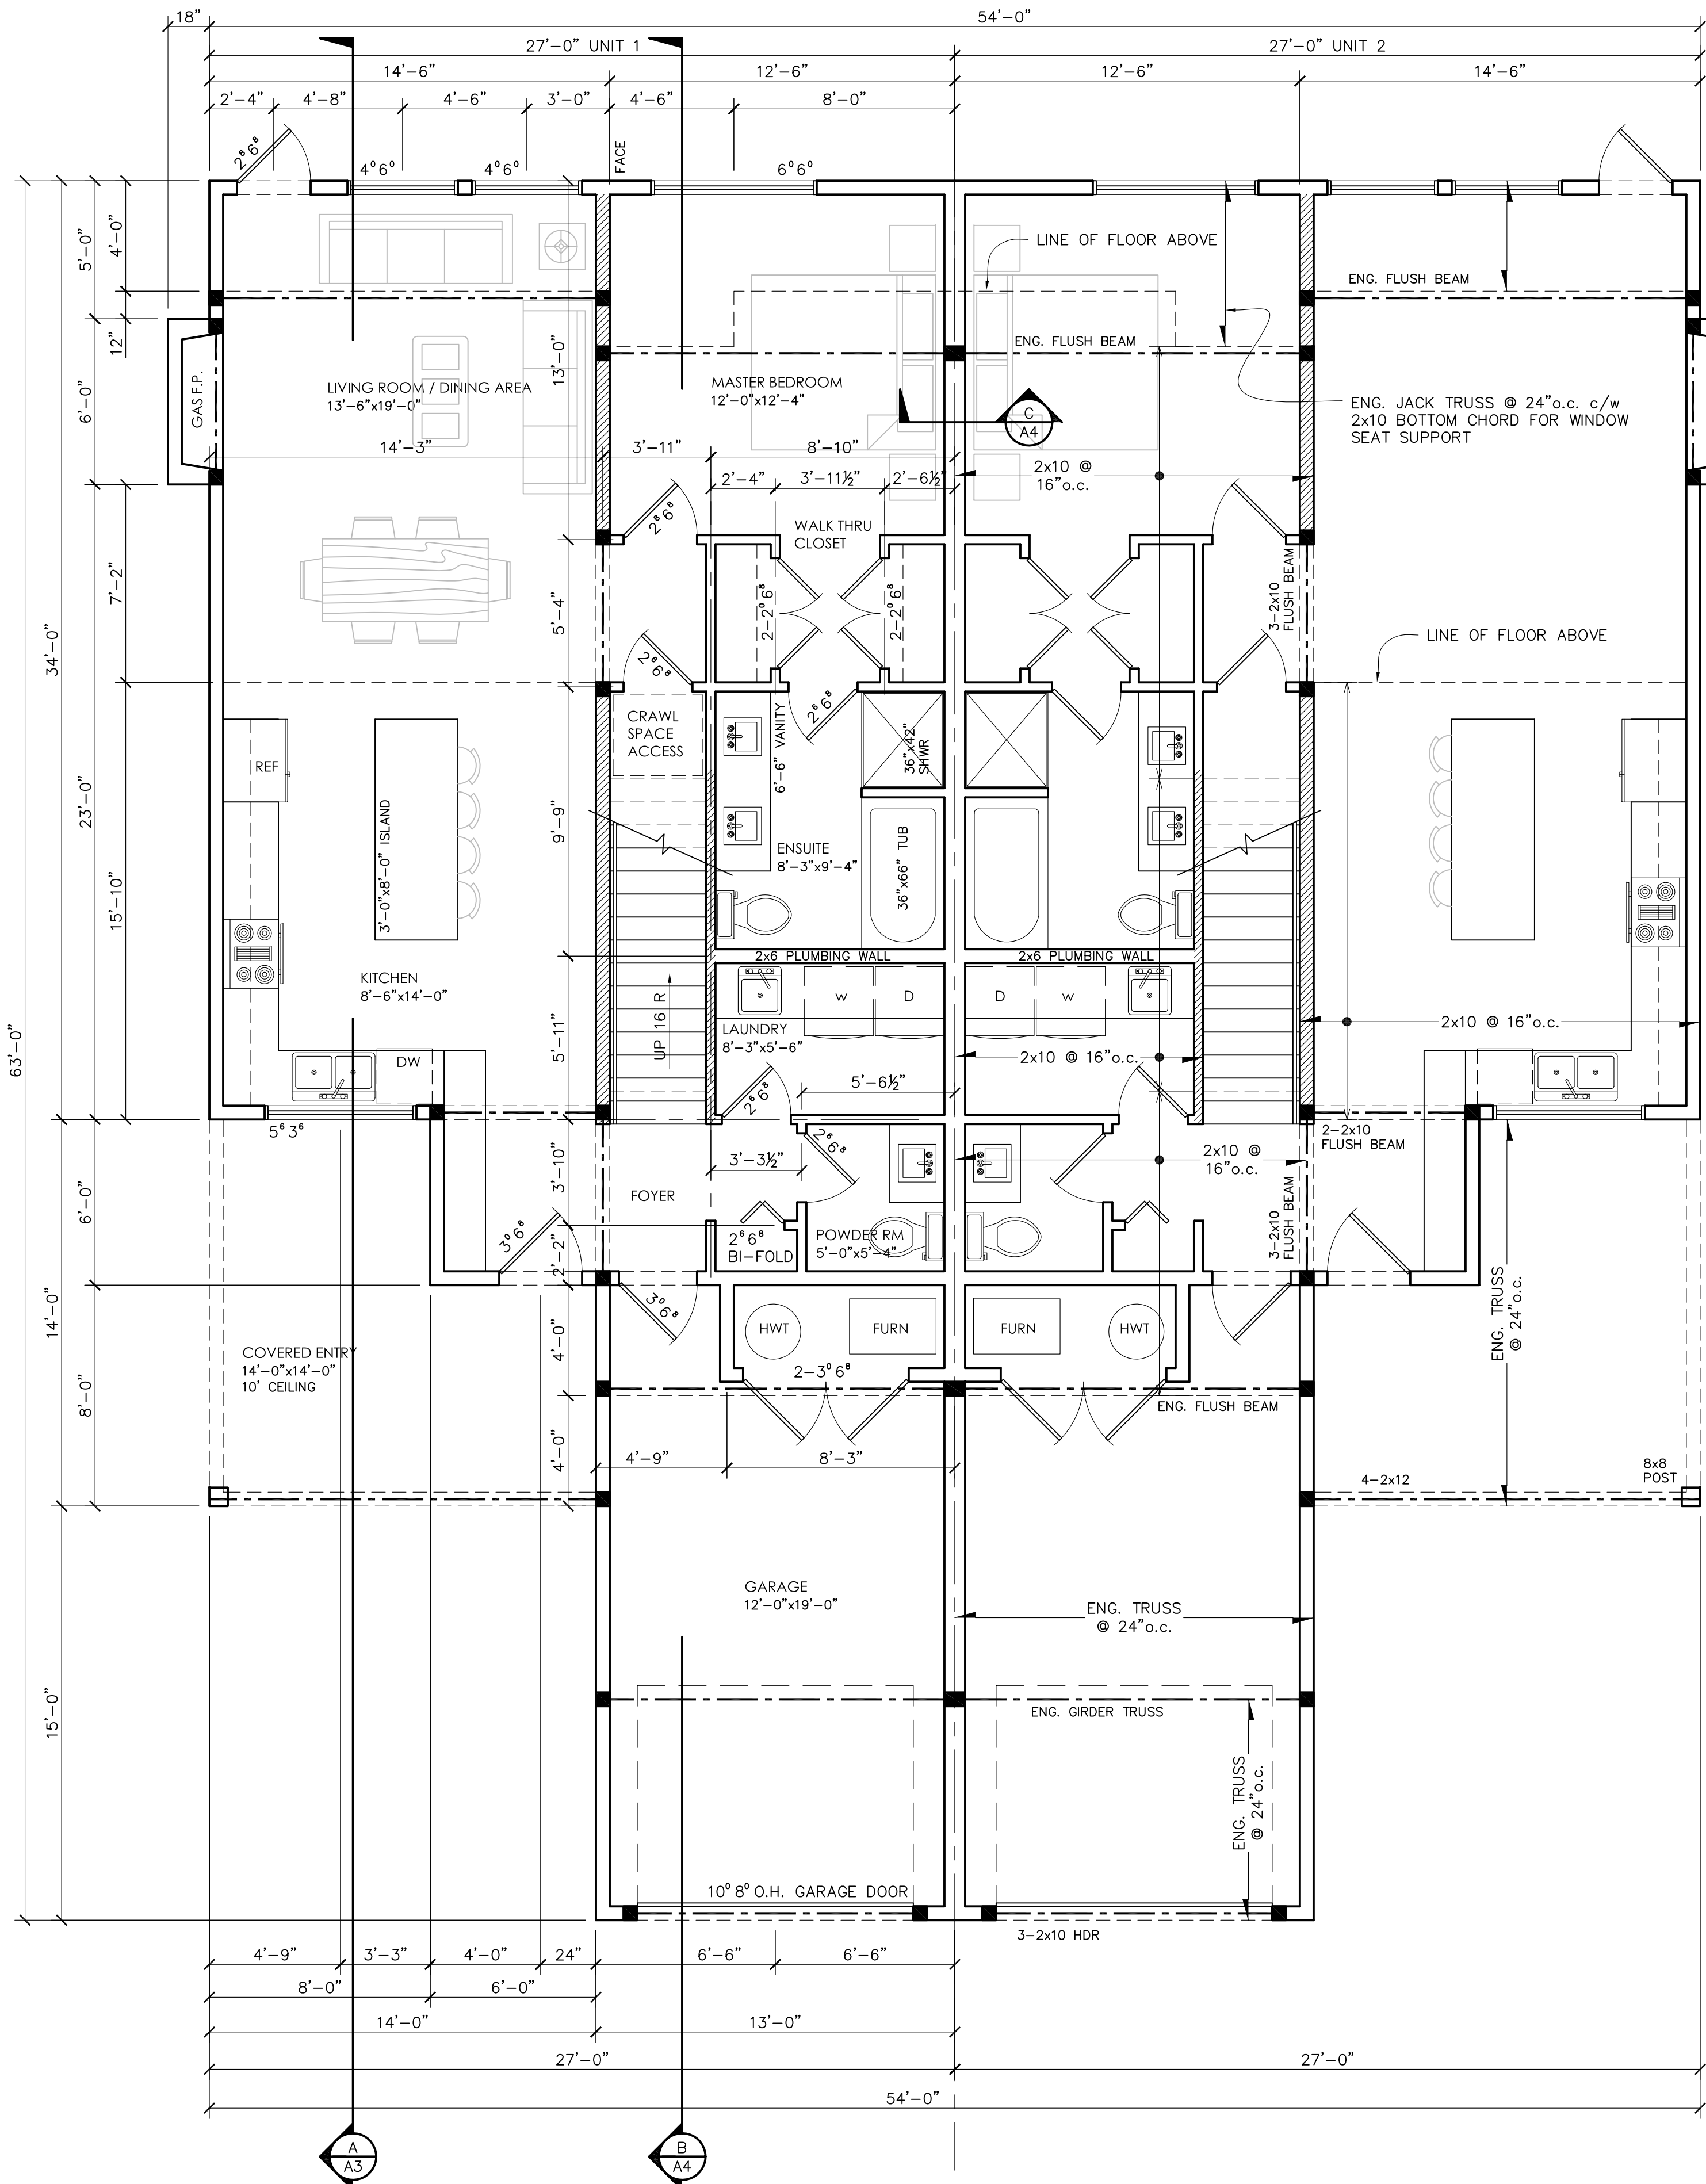 18" 54'-0"
27'-0" UNIT 1 27'-0" UNIT 2
14'-6" 12'-6" 12'-6" 14'-6"
2'-4" 4'-8" 4'-6" 3'-0" 4'-6" 8'-0"
2⁸6⁸ 4⁰6⁰ 4⁰6⁰ FACE 6⁰6⁰
5'-0" 4'-0"
LINE OF FLOOR ABOVE
ENG. FLUSH BEAM
12" 13'-0"
ENG. FLUSH BEAM
6'-0"
GAS F.P.
LIVING ROOM / DINING AREA
13'-6"x19'-0"
MASTER BEDROOM
12'-0"x12'-4"
C
A4
ENG. JACK TRUSS @ 24"o.c. c/w
2x10 BOTTOM CHORD FOR WINDOW
SEAT SUPPORT
14'-3" 3'-11" 8'-10"
2'-4" 3'-11½" 2'-6½"
2x10 @
16"o.c.
2⁸6⁸
WALK THRU
CLOSET
7'-2" 5'-4"
2-2⁰6⁸ 2-2⁰6⁸
3-2x10
FLUSH BEAM
34'-0"
LINE OF FLOOR ABOVE
2⁶6⁸ 2⁶6⁸
CRAWL
SPACE
ACCESS
6'-6" VANITY
36"x42"
SHWR
REF
23'-0" 9'-9"
3'-0"x8'-0" ISLAND
ENSUITE
8'-3"x9'-4"
36"x66" TUB
15'-10"
2x6 PLUMBING WALL 2x6 PLUMBING WALL
KITCHEN
8'-6"x14'-0"
W D D W
63'-0" 5'-11"
UP 16 R
LAUNDRY
8'-3"x5'-6"
2x10 @ 16"o.c.
2x10 @ 16"o.c.
DW
5'-6½"
2⁶6⁸
5⁶3⁶
2⁶6⁸
2-2x10
FLUSH BEAM
3'-10" 3'-3½"
2x10 @
16"o.c.
6'-0"
FOYER
3⁰6⁸
2'-2"
2⁶6⁸
BI-FOLD
POWDER RM
5'-0"x5'-4"
3-2x10
FLUSH BEAM
3⁰6⁸
14'-0" 4'-0"
HWT FURN FURN HWT
ENG. TRUSS
@ 24"o.c.
COVERED ENTRY
14'-0"x14'-0"
10' CEILING
2-3⁰6⁸
8'-0"
ENG. FLUSH BEAM
4'-0"
4'-9" 8'-3"
4-2x12
8x8
POST
GARAGE
12'-0"x19'-0"
ENG. TRUSS
@ 24"o.c.
15'-0"
ENG. GIRDER TRUSS
ENG. TRUSS
@ 24"o.c.
10⁰8⁰ O.H. GARAGE DOOR
3-2x10 HDR
4'-9" 3'-3" 4'-0" 24" 6'-6" 6'-6"
8'-0" 6'-0"
14'-0" 13'-0"
27'-0" 27'-0"
54'-0"
A
A3
B
A4